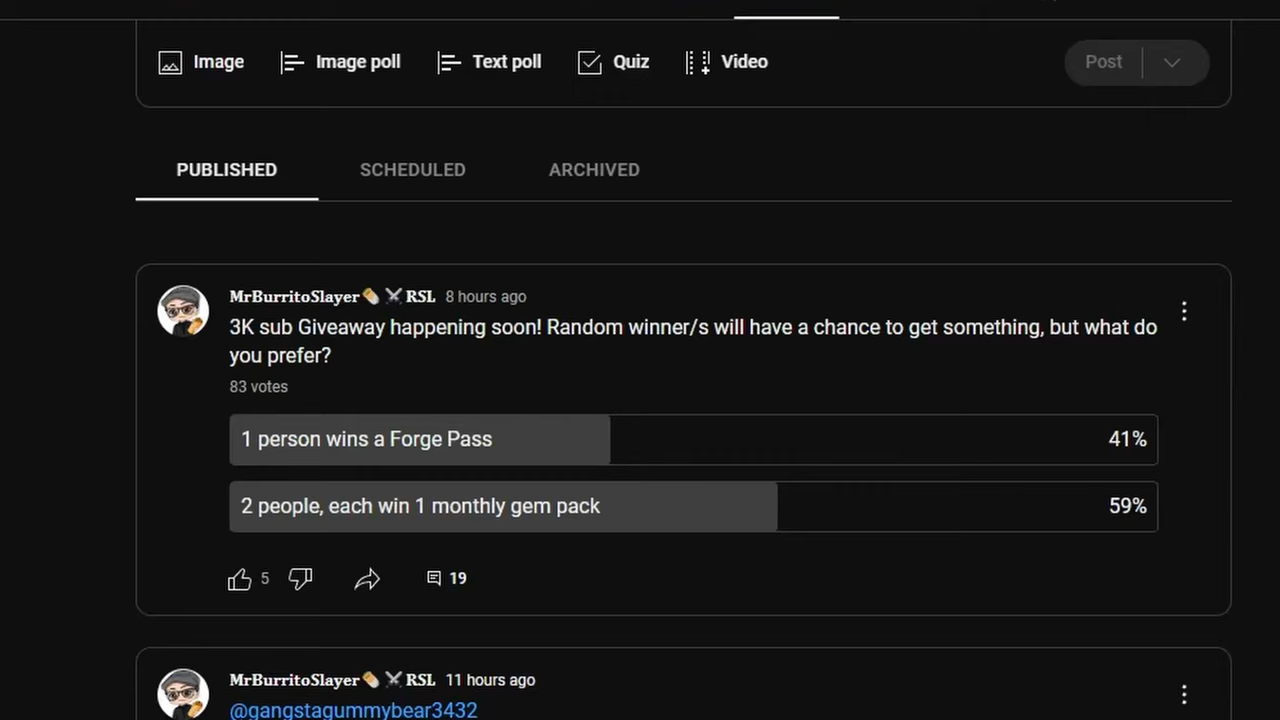 Image Image poll Text poll Quiz Video Post
PUBLISHED SCHEDULED ARCHIVED
MrBurritoSlayer🌯⚔️RSL 8 hours ago
3K sub Giveaway happening soon! Random winner/s will have a chance to get something, but what do
you prefer?
83 votes
1 person wins a Forge Pass 41%
2 people, each win 1 monthly gem pack 59%
5 19
MrBurritoSlayer🌯⚔️RSL 11 hours ago
@gangstagummybear3432